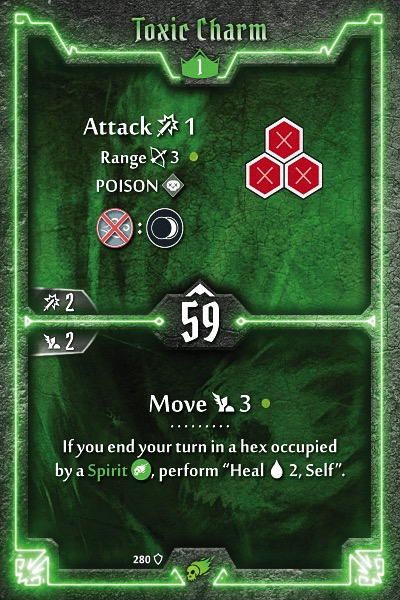 Toxic Charm
1
Attack 1
Range 3
POISON
:
2
59
2
Move 3
If you end your turn in a hex occupied
by a Spirit , perform “Heal 2, Self”.
280